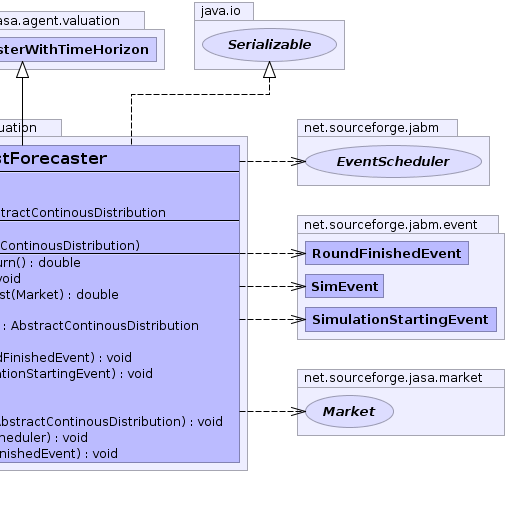 asa.agent.valuation
sterWithTimeHorizon
java.io
Serializable
uation
stForecaster
tractContinousDistribution
ContinousDistribution)
urn() : double
void
st(Market) : double
: AbstractContinousDistribution
dFinishedEvent) : void
ationStartingEvent) : void
AbstractContinousDistribution) : void
heduler) : void
nishedEvent) : void
net.sourceforge.jabm
EventScheduler
net.sourceforge.jabm.event
RoundFinishedEvent
SimEvent
SimulationStartingEvent
net.sourceforge.jasa.market
Market